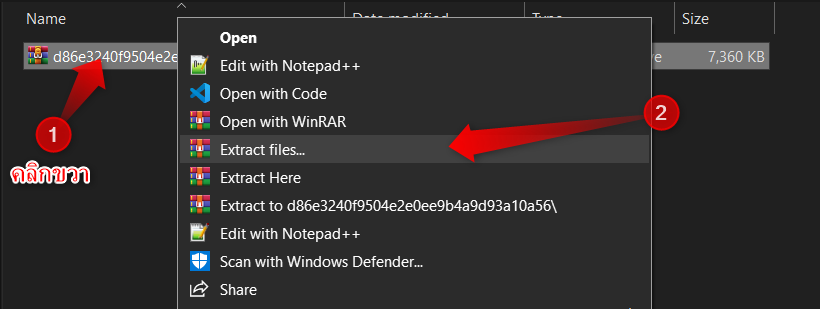 Name Date modified Type Size
d86e3240f9504e2e 7,360 KB
Open
Edit with Notepad++
Open with Code
Open with WinRAR
Extract files...
Extract Here
Extract to d86e3240f9504e2e0ee9b4a9d93a10a56\
Edit with Notepad++
Scan with Windows Defender...
Share
1
คลิกขวา
2